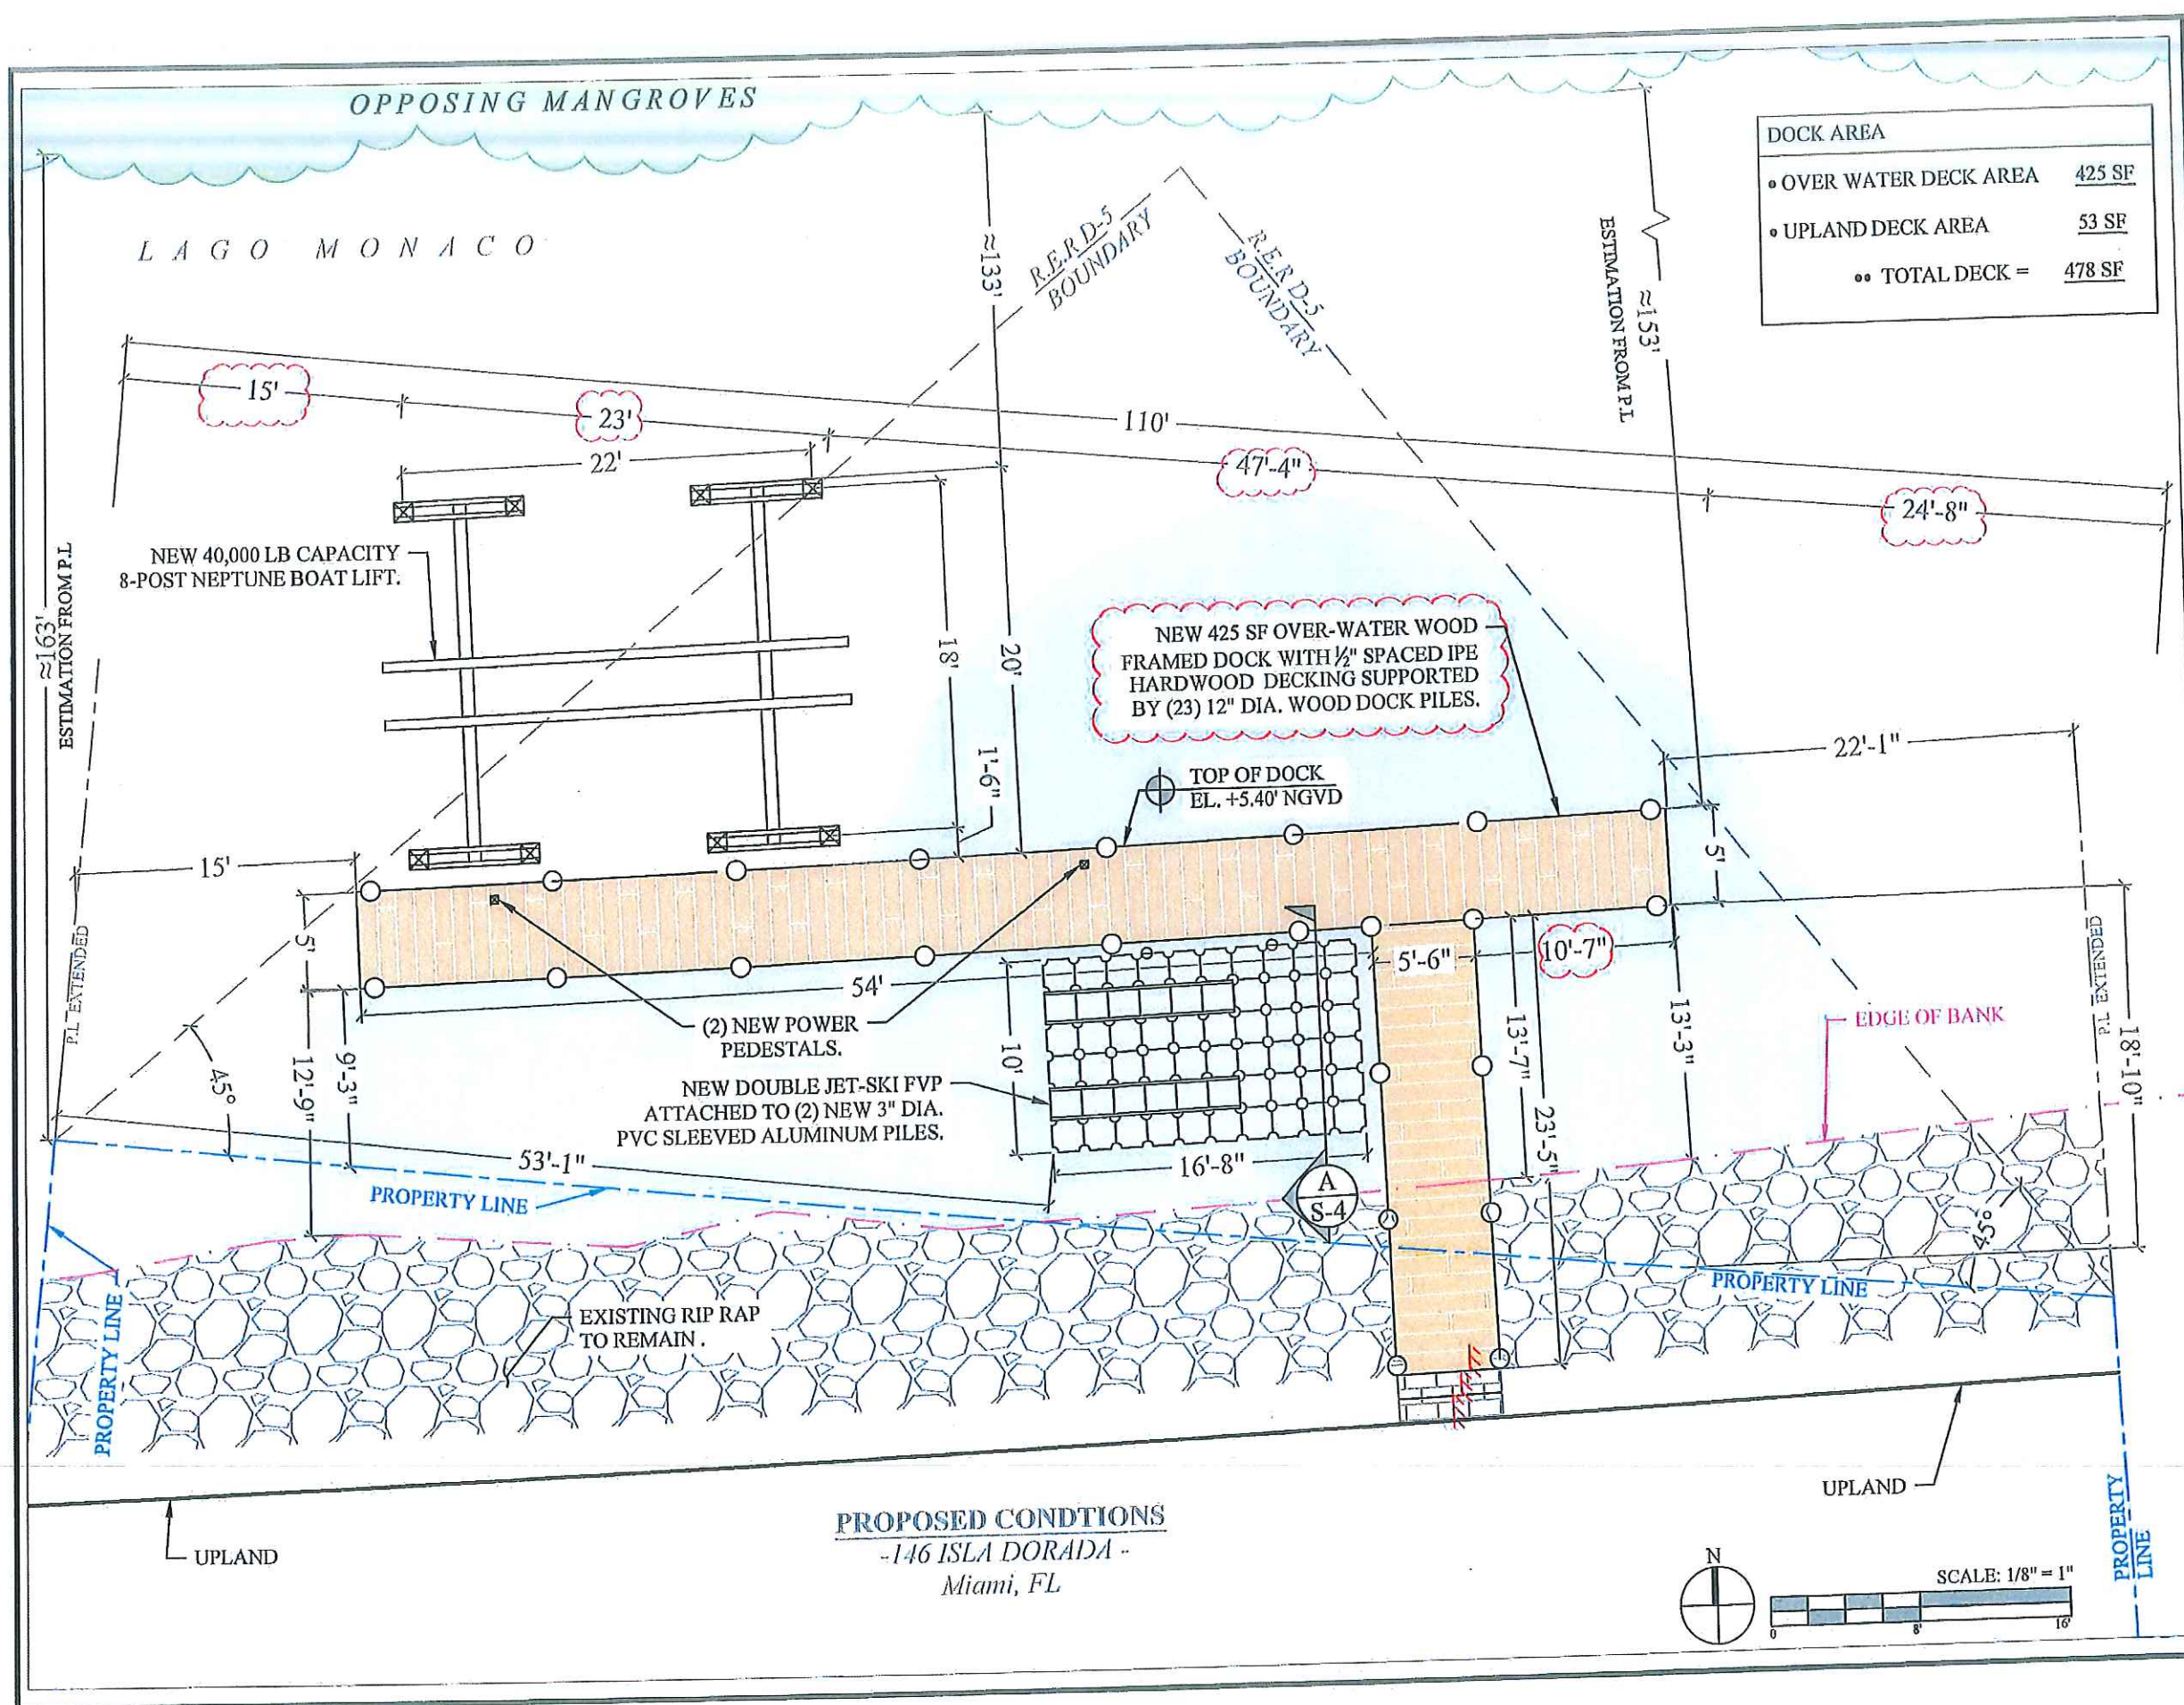 OPPOSING MANGROVES
LAGO MONACO
DOCK AREA
OVER WATER DECK AREA 425 SF
UPLAND DECK AREA 53 SF
TOTAL DECK = 478 SF
≈133'
R.E.R D-5
BOUNDARY
R.E.R D-5
BOUNDARY
ESTIMATION FROM P.L
≈153'
15'
23'
110'
22'
47'-4"
24'-8"
≈163'
ESTIMATION FROM P.L
NEW 40,000 LB CAPACITY
8-POST NEPTUNE BOAT LIFT.
18'
20'
1'-6"
NEW 425 SF OVER-WATER WOOD
FRAMED DOCK WITH ½" SPACED IPE
HARDWOOD DECKING SUPPORTED
BY (23) 12" DIA. WOOD DOCK PILES.
22'-1"
TOP OF DOCK
EL. +5.40' NGVD
15'
5'
5'
P.L EXTENDED
P.L EXTENDED
54'
5'-6"
10'-7"
(2) NEW POWER
PEDESTALS.
45°
12'-9"
9'-3"
10'
13'-7"
23'-5"
13'-3"
18'-10"
EDGE OF BANK
NEW DOUBLE JET-SKI FVP
ATTACHED TO (2) NEW 3" DIA.
PVC SLEEVED ALUMINUM PILES.
53'-1"
16'-8"
PROPERTY LINE
A
S-4
45°
PROPERTY LINE
PROPERTY LINE
EXISTING RIP RAP
TO REMAIN .
UPLAND
UPLAND
PROPOSED CONDTIONS
-146 ISLA DORADA -
Miami, FL
N
SCALE: 1/8" = 1"
0 8' 16'
PROPERTY
LINE